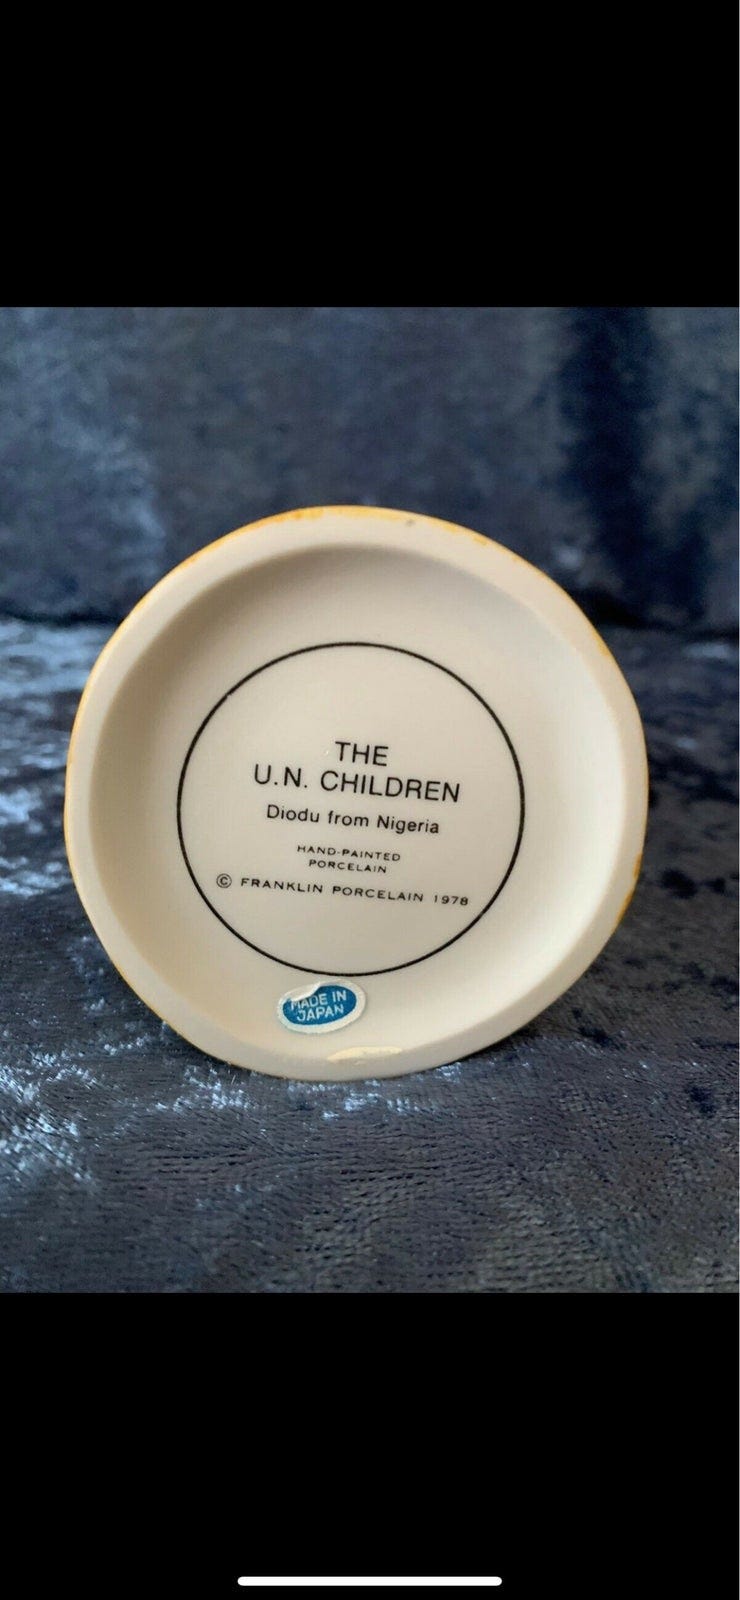 THE
U.N. CHILDREN
Diodu from Nigeria
HAND-PAINTED
PORCELAIN
© FRANKLIN PORCELAIN 1978
MADE IN
JAPAN